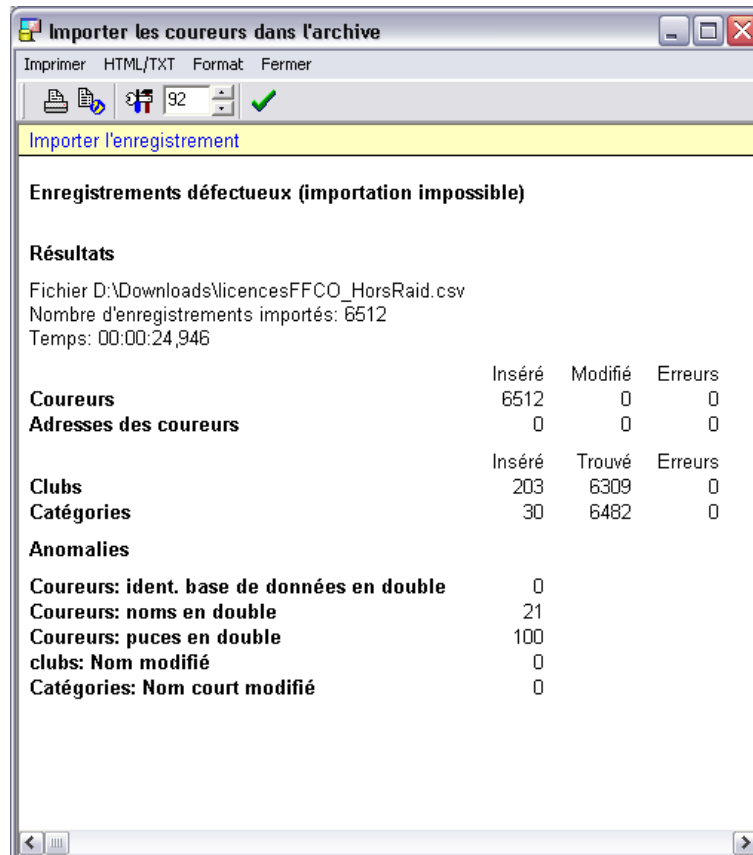 Importer les coureurs dans l'archive
Imprimer HTML/TXT Format Fermer
92
Importer l'enregistrement
Enregistrements défectueux (importation impossible)
Résultats
Fichier D:\Downloads\licencesFFCO_HorsRaid.csv
Nombre d'enregistrements importés: 6512
Temps: 00:00:24,946
Inséré Modifié Erreurs
Coureurs 6512 0 0
Adresses des coureurs 0 0 0
Inséré Trouvé Erreurs
Clubs 203 6309 0
Catégories 30 6482 0
Anomalies
Coureurs: ident. base de données en double 0
Coureurs: noms en double 21
Coureurs: puces en double 100
clubs: Nom modifié 0
Catégories: Nom court modifié 0